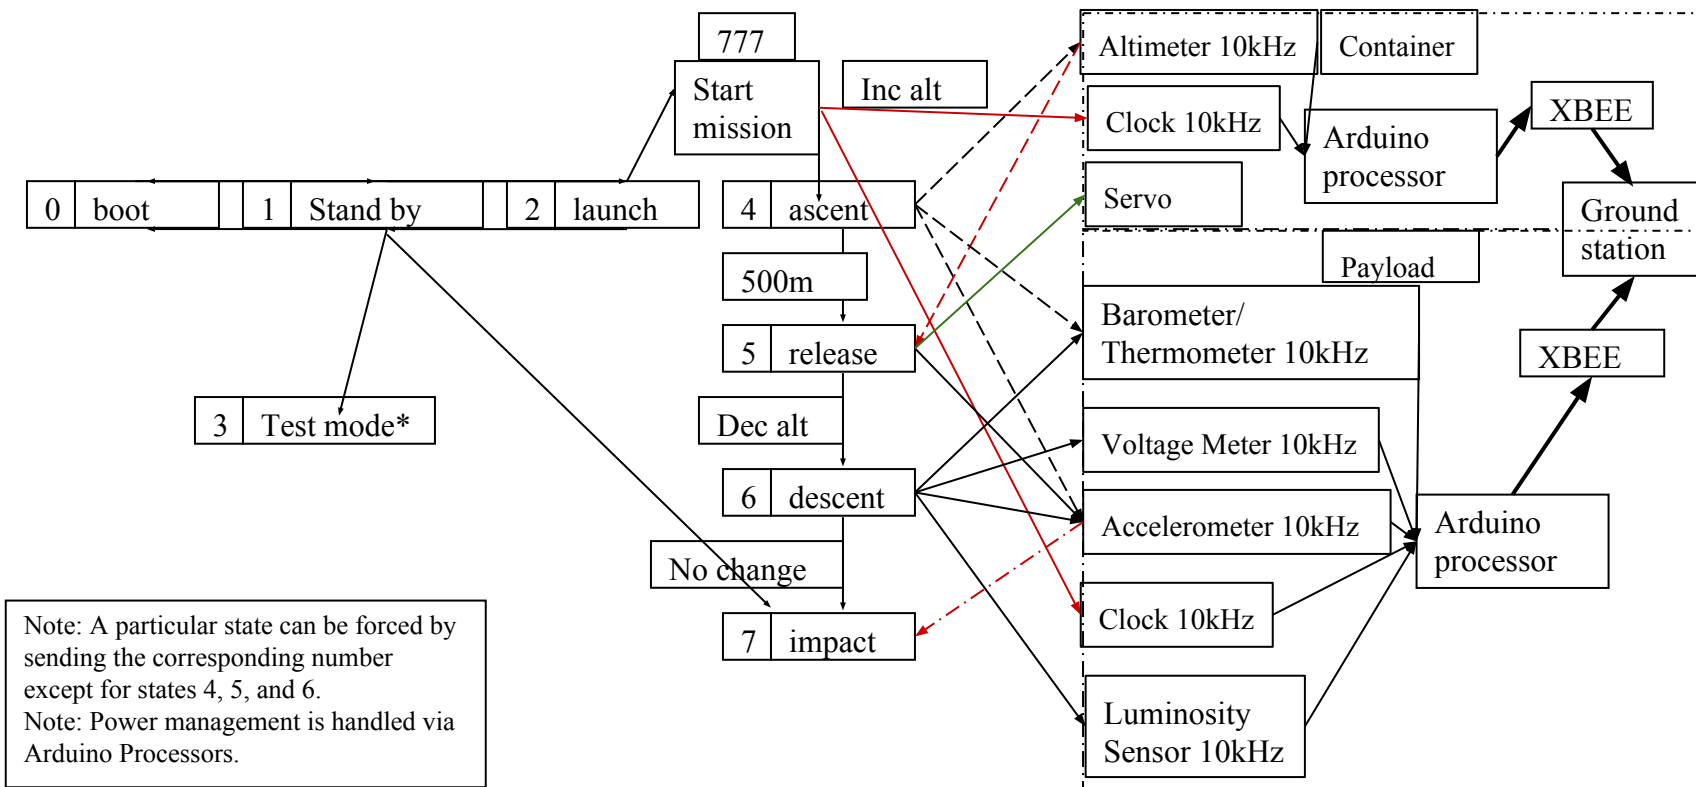 777
Start
mission
Inc alt
Altimeter 10kHz
Container
Clock 10kHz
Arduino
processor
XBEE
0 boot
1 Stand by
2 launch
4 ascent
Servo
Ground
station
500m
Payload
5 release
Barometer/
Thermometer 10kHz
XBEE
3 Test mode*
Dec alt
Voltage Meter 10kHz
6 descent
Accelerometer 10kHz
Arduino
processor
No change
7 impact
Clock 10kHz
Luminosity
Sensor 10kHz
Note: A particular state can be forced by
sending the corresponding number
except for states 4, 5, and 6.
Note: Power management is handled via
Arduino Processors.